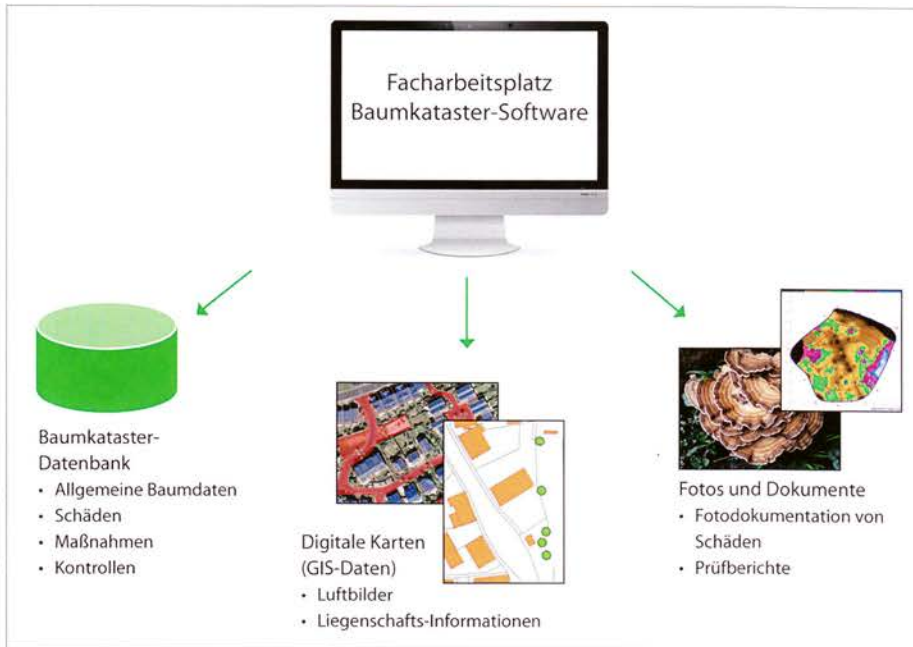 Facharbeitsplatz
Baumkataster-Software
Baumkataster-
Datenbank
• Allgemeine Baumdaten
• Schäden
• Maßnahmen
• Kontrollen
Digitale Karten
(GIS-Daten)
• Luftbilder
• Liegenschafts-Informationen
Fotos und Dokumente
• Fotodokumentation von
Schäden
• Prüfberichte